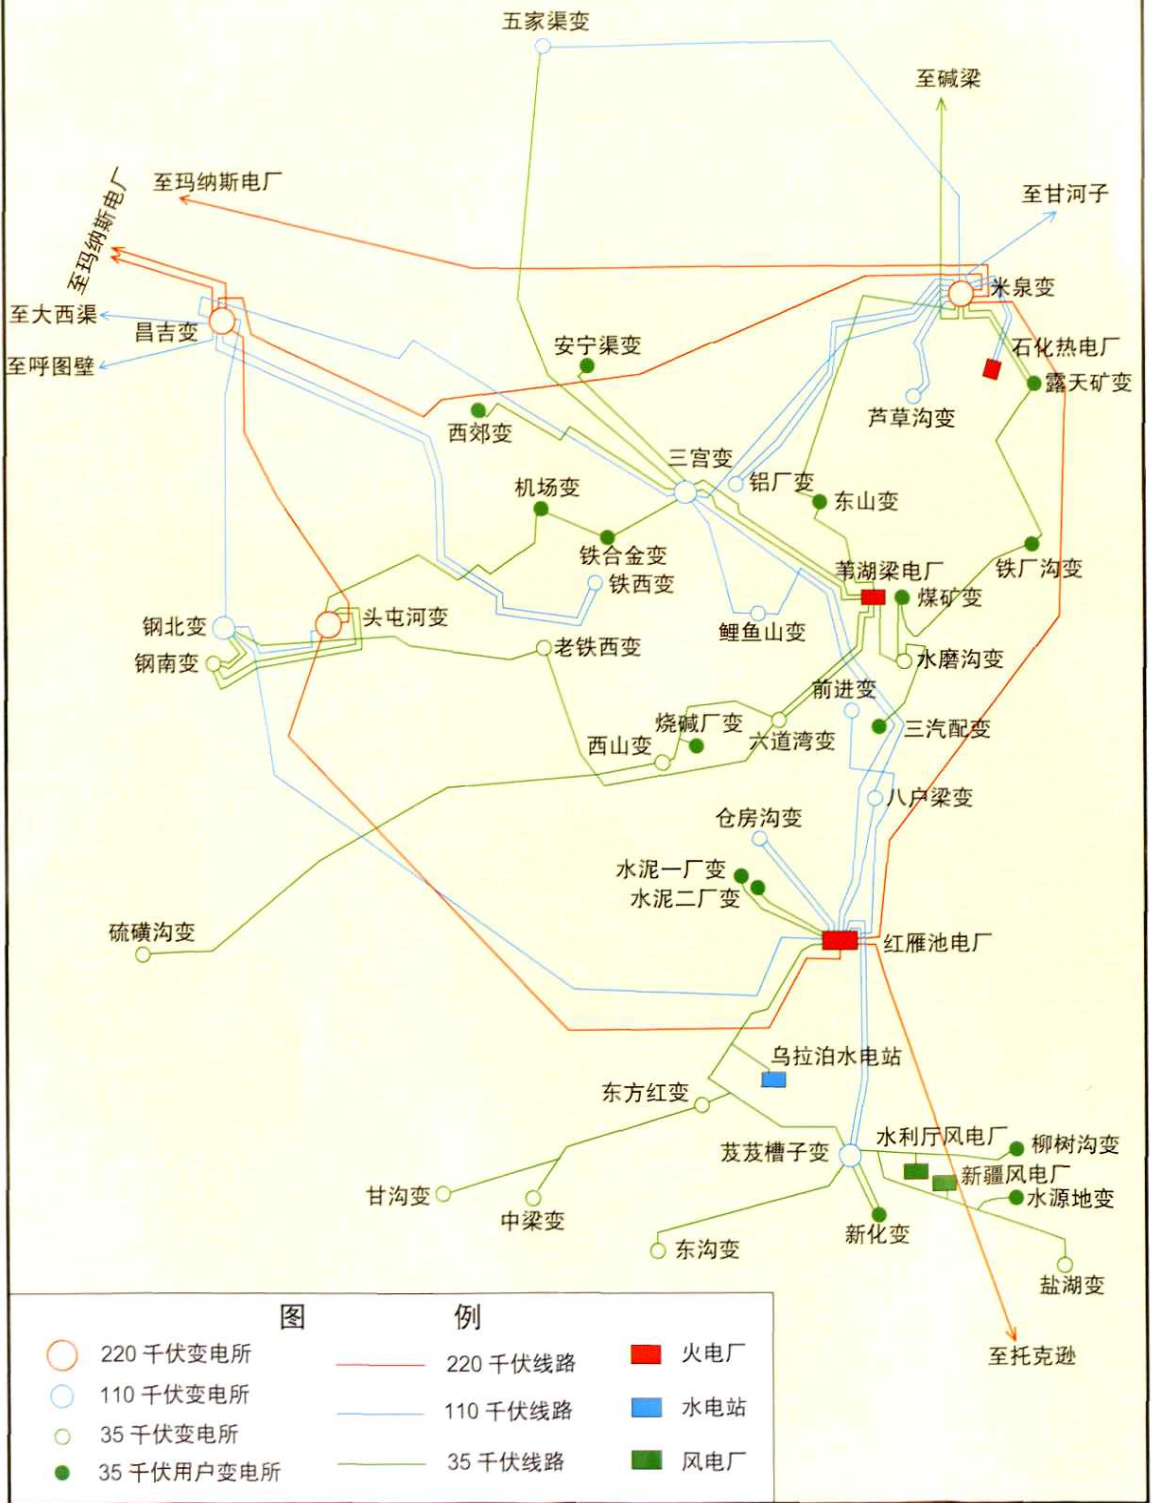 五家渠变
至碱梁
至玛纳斯电厂
至玛纳斯电厂
至甘河子
米泉变
至大西渠
昌吉变
至呼图壁
安宁渠变
石化热电厂
露天矿变
芦草沟变
西郊变
三宫变
铝厂变
机场变
东山变
铁合金变
苇湖梁电厂
铁厂沟变
铁西变
煤矿变
钢北变
头屯河变
鲤鱼山变
钢南变
老铁西变
水磨沟变
前进变
烧碱厂变
三汽配变
西山变
六道湾变
八户梁变
仓房沟变
水泥一厂变
水泥二厂变
硫磺沟变
红雁池电厂
乌拉泊水电站
东方红变
水利厅风电厂
柳树沟变
芨芨槽子变
新疆风电厂
甘沟变
水源地变
中梁变
新化变
东沟变
盐湖变
至托克逊
图 例
220 千伏变电所
110 千伏变电所
35 千伏变电所
35 千伏用户变电所
220 千伏线路
110 千伏线路
35 千伏线路
火电厂
水电站
风电厂